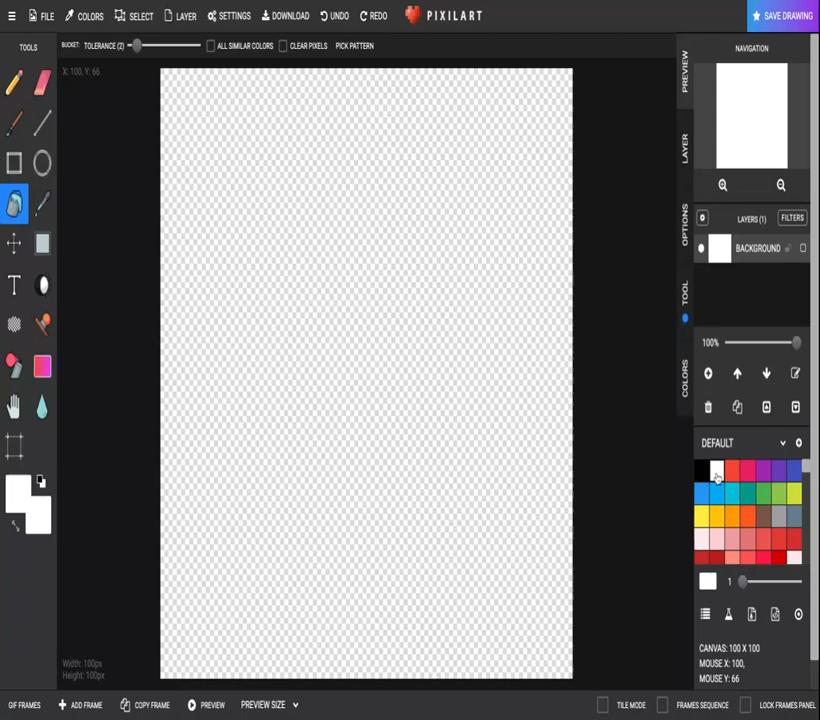 FILE COLORS SELECT LAYER SETTINGS DOWNLOAD UNDO REDO PIXILART SAVE DRAWING
TOOLS
BUCKET: TOLERANCE (2) ALL SIMILAR COLORS CLEAR PIXELS PICK PATTERN
X: 100, Y: 66
PREVIEW
LAYER
OPTIONS
TOOL
COLORS
NAVIGATION
LAYERS (1) FILTERS
BACKGROUND
100%
DEFAULT
1
CANVAS: 100 X 100
MOUSE X: 100,
MOUSE Y: 66
T
Width: 100px
Height: 100px
GIF FRAMES ADD FRAME COPY FRAME PREVIEW PREVIEW SIZE TILE MODE FRAMES SEQUENCE LOCK FRAMES PANEL